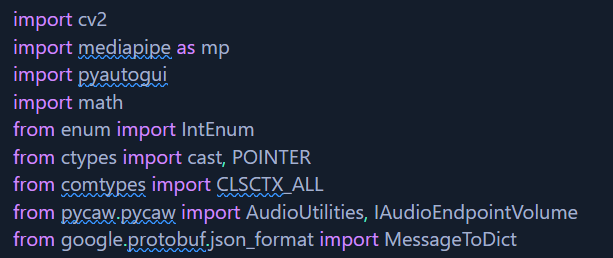 import cv2
import mediapipe as mp
import pyautogui
import math
from enum import IntEnum
from ctypes import cast, POINTER
from comtypes import CLSCTX_ALL
from pycaw.pycaw import AudioUtilities, IAudioEndpointVolume
from google.protobuf.json_format import MessageToDict